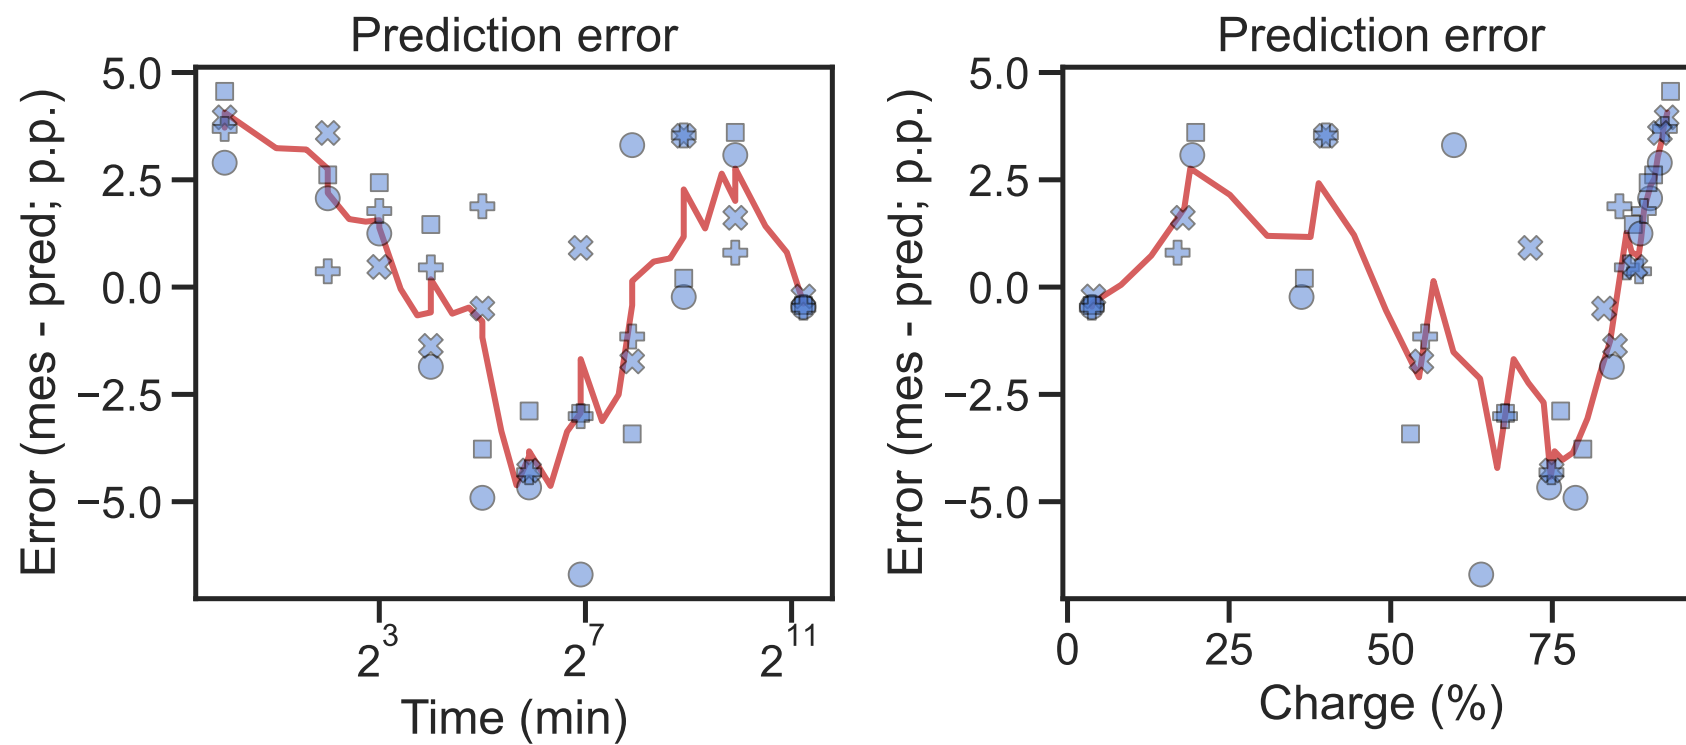 Prediction error
5.0
2.5
0.0
−2.5
−5.0
Error (mes - pred; p.p.)
2^3
2^7
2^11
Time (min)
Prediction error
5.0
2.5
0.0
−2.5
−5.0
Error (mes - pred; p.p.)
0
25
50
75
Charge (%)